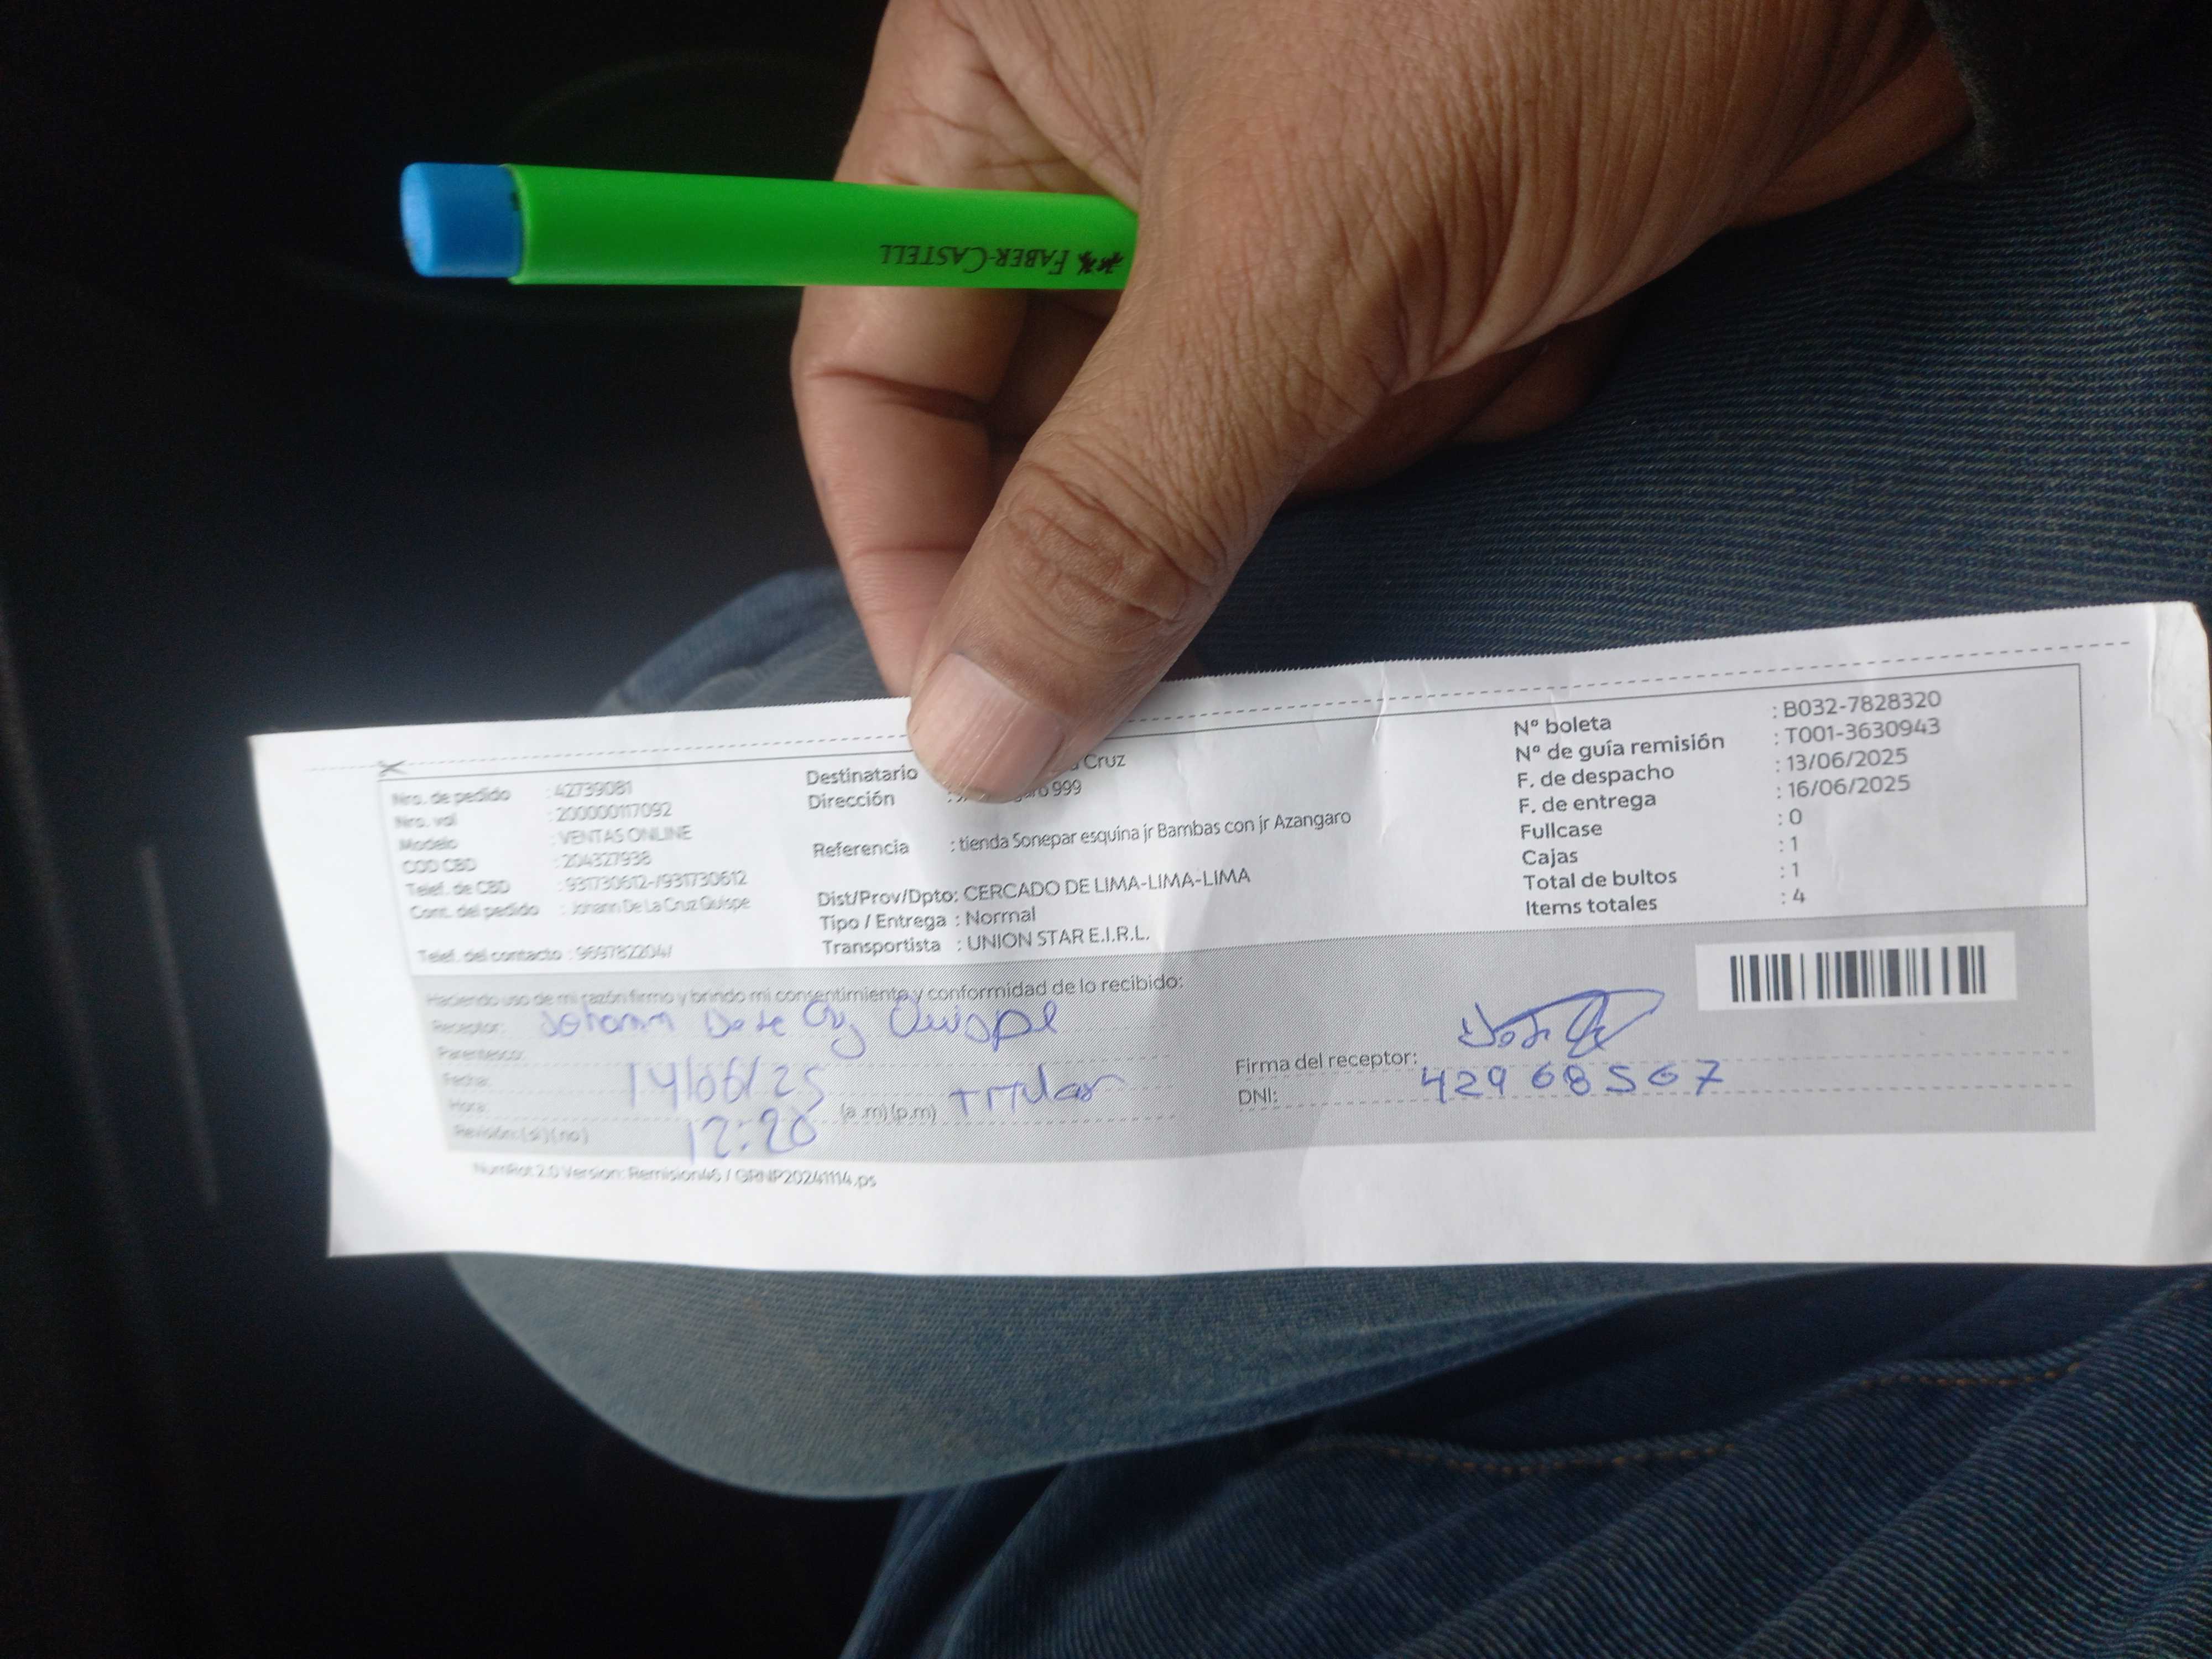 FABER-CASTELL
Nro. de pedido : 42739081
Nro. val : 200000117092
Modelo : VENTAS ONLINE
COD CBD : 204327938
Telef. de CBD : 931730612-/931730612
Cont. del pedido : Johann De La Cruz Quispe
Telef. del contacto : 969782204/
Destinatario Cruz
Dirección : 999
Referencia : tienda Sonepar esquina jr Bambas con jr Azangaro
Dist/Prov/Dpto: CERCADO DE LIMA-LIMA-LIMA
Tipo / Entrega : Normal
Transportista : UNION STAR E.I.R.L.
Nº boleta : B032-7828320
Nº de guía remisión : T001-3630943
F. de despacho : 13/06/2025
F. de entrega : 16/06/2025
Fullcase : 0
Cajas : 1
Total de bultos : 1
Items totales : 4
Haciendo uso de mi razón firmo y brindo mi consentimiento y conformidad de lo recibido:
Receptor: Johann De La Cruz Quispe
Parentesco:
Fecha: 14/06/25
Hora: 12:20 (a.m)(p.m) Titular
Revisión:(si)(no)
Firma del receptor:
DNI: 42968567
NumRot 2.0 Version: Remision46 / GRNP20241114.ps